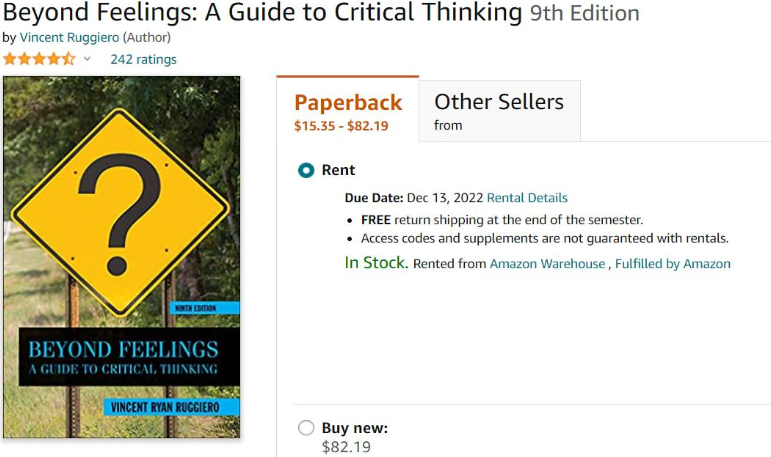 Beyond Feelings: A Guide to Critical Thinking 9th Edition
by Vincent Ruggiero (Author)
242 ratings
Paperback
$15.35 - $82.19
Other Sellers
from
Rent
Due Date: Dec 13, 2022 Rental Details
• FREE return shipping at the end of the semester.
• Access codes and supplements are not guaranteed with rentals.
In Stock. Rented from Amazon Warehouse , Fulfilled by Amazon
Buy new:
$82.19
?
NINTH EDITION
BEYOND FEELINGS
A GUIDE TO CRITICAL THINKING
VINCENT RYAN RUGGIERO